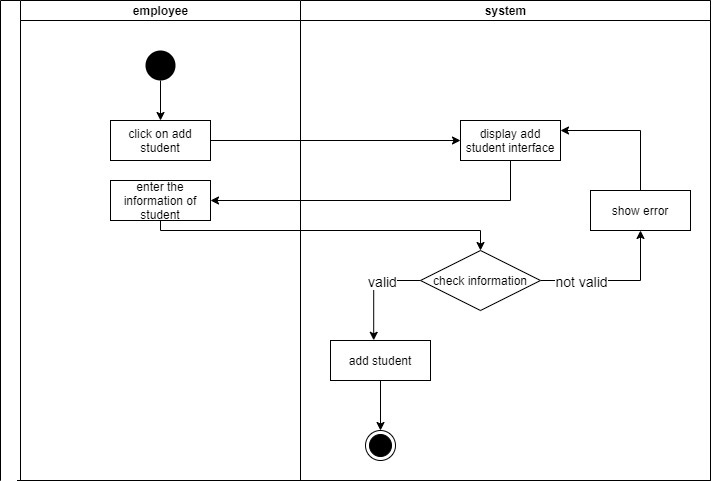 employee
system
click on add
student
display add
student interface
enter the
information of
student
show error
valid
check information
not valid
add student